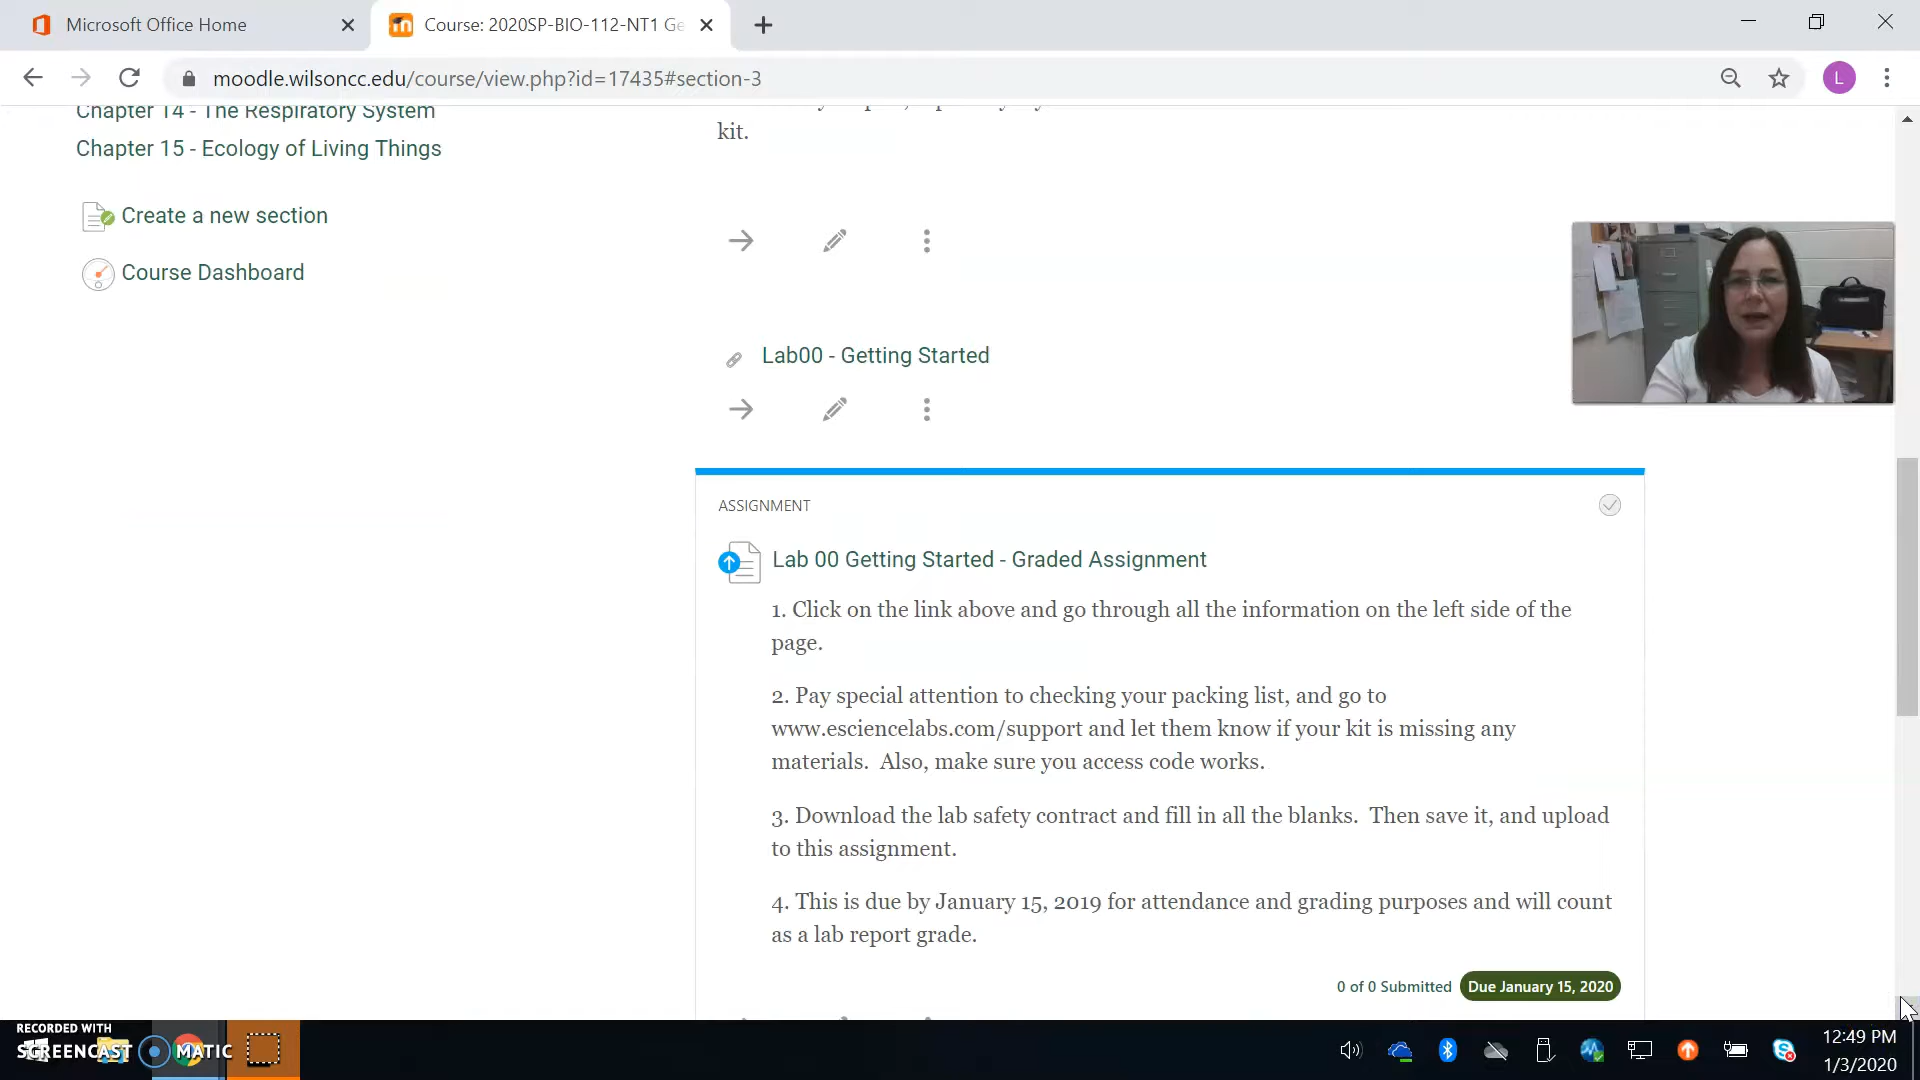 Microsoft Office Home
Course: 2020SP-BIO-112-NT1 Ge
moodle.wilsoncc.edu/course/view.php?id=17435#section-3
L
Chapter 14 - The Respiratory System
Chapter 15 - Ecology of Living Things
Create a new section
Course Dashboard
kit.
Lab00 - Getting Started
ASSIGNMENT
Lab 00 Getting Started - Graded Assignment
1. Click on the link above and go through all the information on the left side of the
page.
2. Pay special attention to checking your packing list, and go to
www.esciencelabs.com/support and let them know if your kit is missing any
materials.  Also, make sure you access code works.
3. Download the lab safety contract and fill in all the blanks.  Then save it, and upload
to this assignment.
4. This is due by January 15, 2019 for attendance and grading purposes and will count
as a lab report grade.
0 of 0 Submitted Due January 15, 2020
RECORDED WITH
SCREENCAST MATIC
12:49 PM
1/3/2020